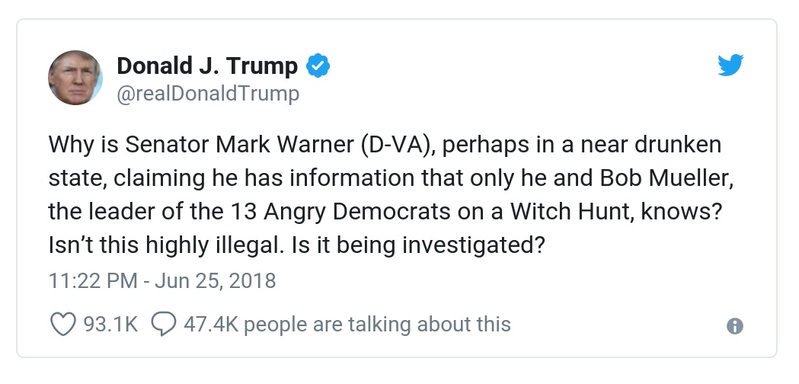 Donald J. Trump
@realDonaldTrump
Why is Senator Mark Warner (D-VA), perhaps in a near drunken
state, claiming he has information that only he and Bob Mueller,
the leader of the 13 Angry Democrats on a Witch Hunt, knows?
Isn’t this highly illegal. Is it being investigated?
11:22 PM - Jun 25, 2018
93.1K 47.4K people are talking about this